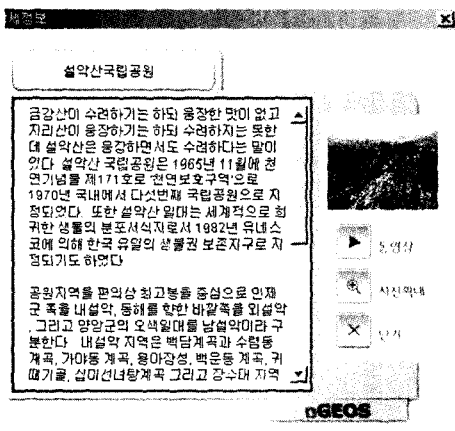 세정보
설악산국립공원
금강산이 수려하기는 하되 웅장한 맛이 없고
지리산이 웅장하기는 하되 수려하지는 못한
데 설악산은 웅장하면서도 수려하다는 말이
있다 설악산 국립공원은 1965년 11월에 천
연기념물 제171호로 '천연보호구역'으로
1970년 국내에서 다섯번째 국립공원으로 지
정되었다. 또한 설악산 일대는 세계적으로 희
귀한 생물의 분포서식지로서 1982년 유네스
코에 의해 한국 유일의 생물권 보존지구로 지
정되기도 하였다
공원지역을 편의상 최고봉을 중심으로 인제
군 쪽을 내설악, 동해를 향한 바깥쪽을 외설악
, 그리고 양양군의 오색일대를 남설악이라 구
분한다. 내설악 지역은 백담계곡과 수렴동
계곡, 가야동 계곡, 용아장성, 백운동 계곡, 귀
때기골, 십이선녀탕계곡 그리고 장수대 지역
동영상
사진확대
닫기
GEOS